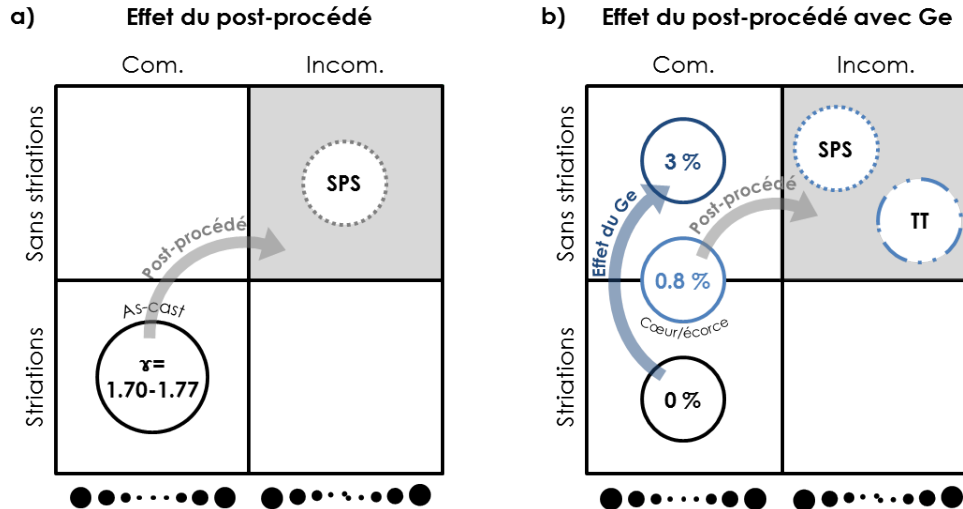 a) Effet du post-procédé
Com. Incom.
Sans striations
Striations
SPS
Post-procédé
As-cast
ɤ=
1.70-1.77
b) Effet du post-procédé avec Ge
Com. Incom.
Sans striations
Striations
3 %
SPS
Post-procédé
TT
Effet du Ge
0.8 %
Cœur/écorce
0 %